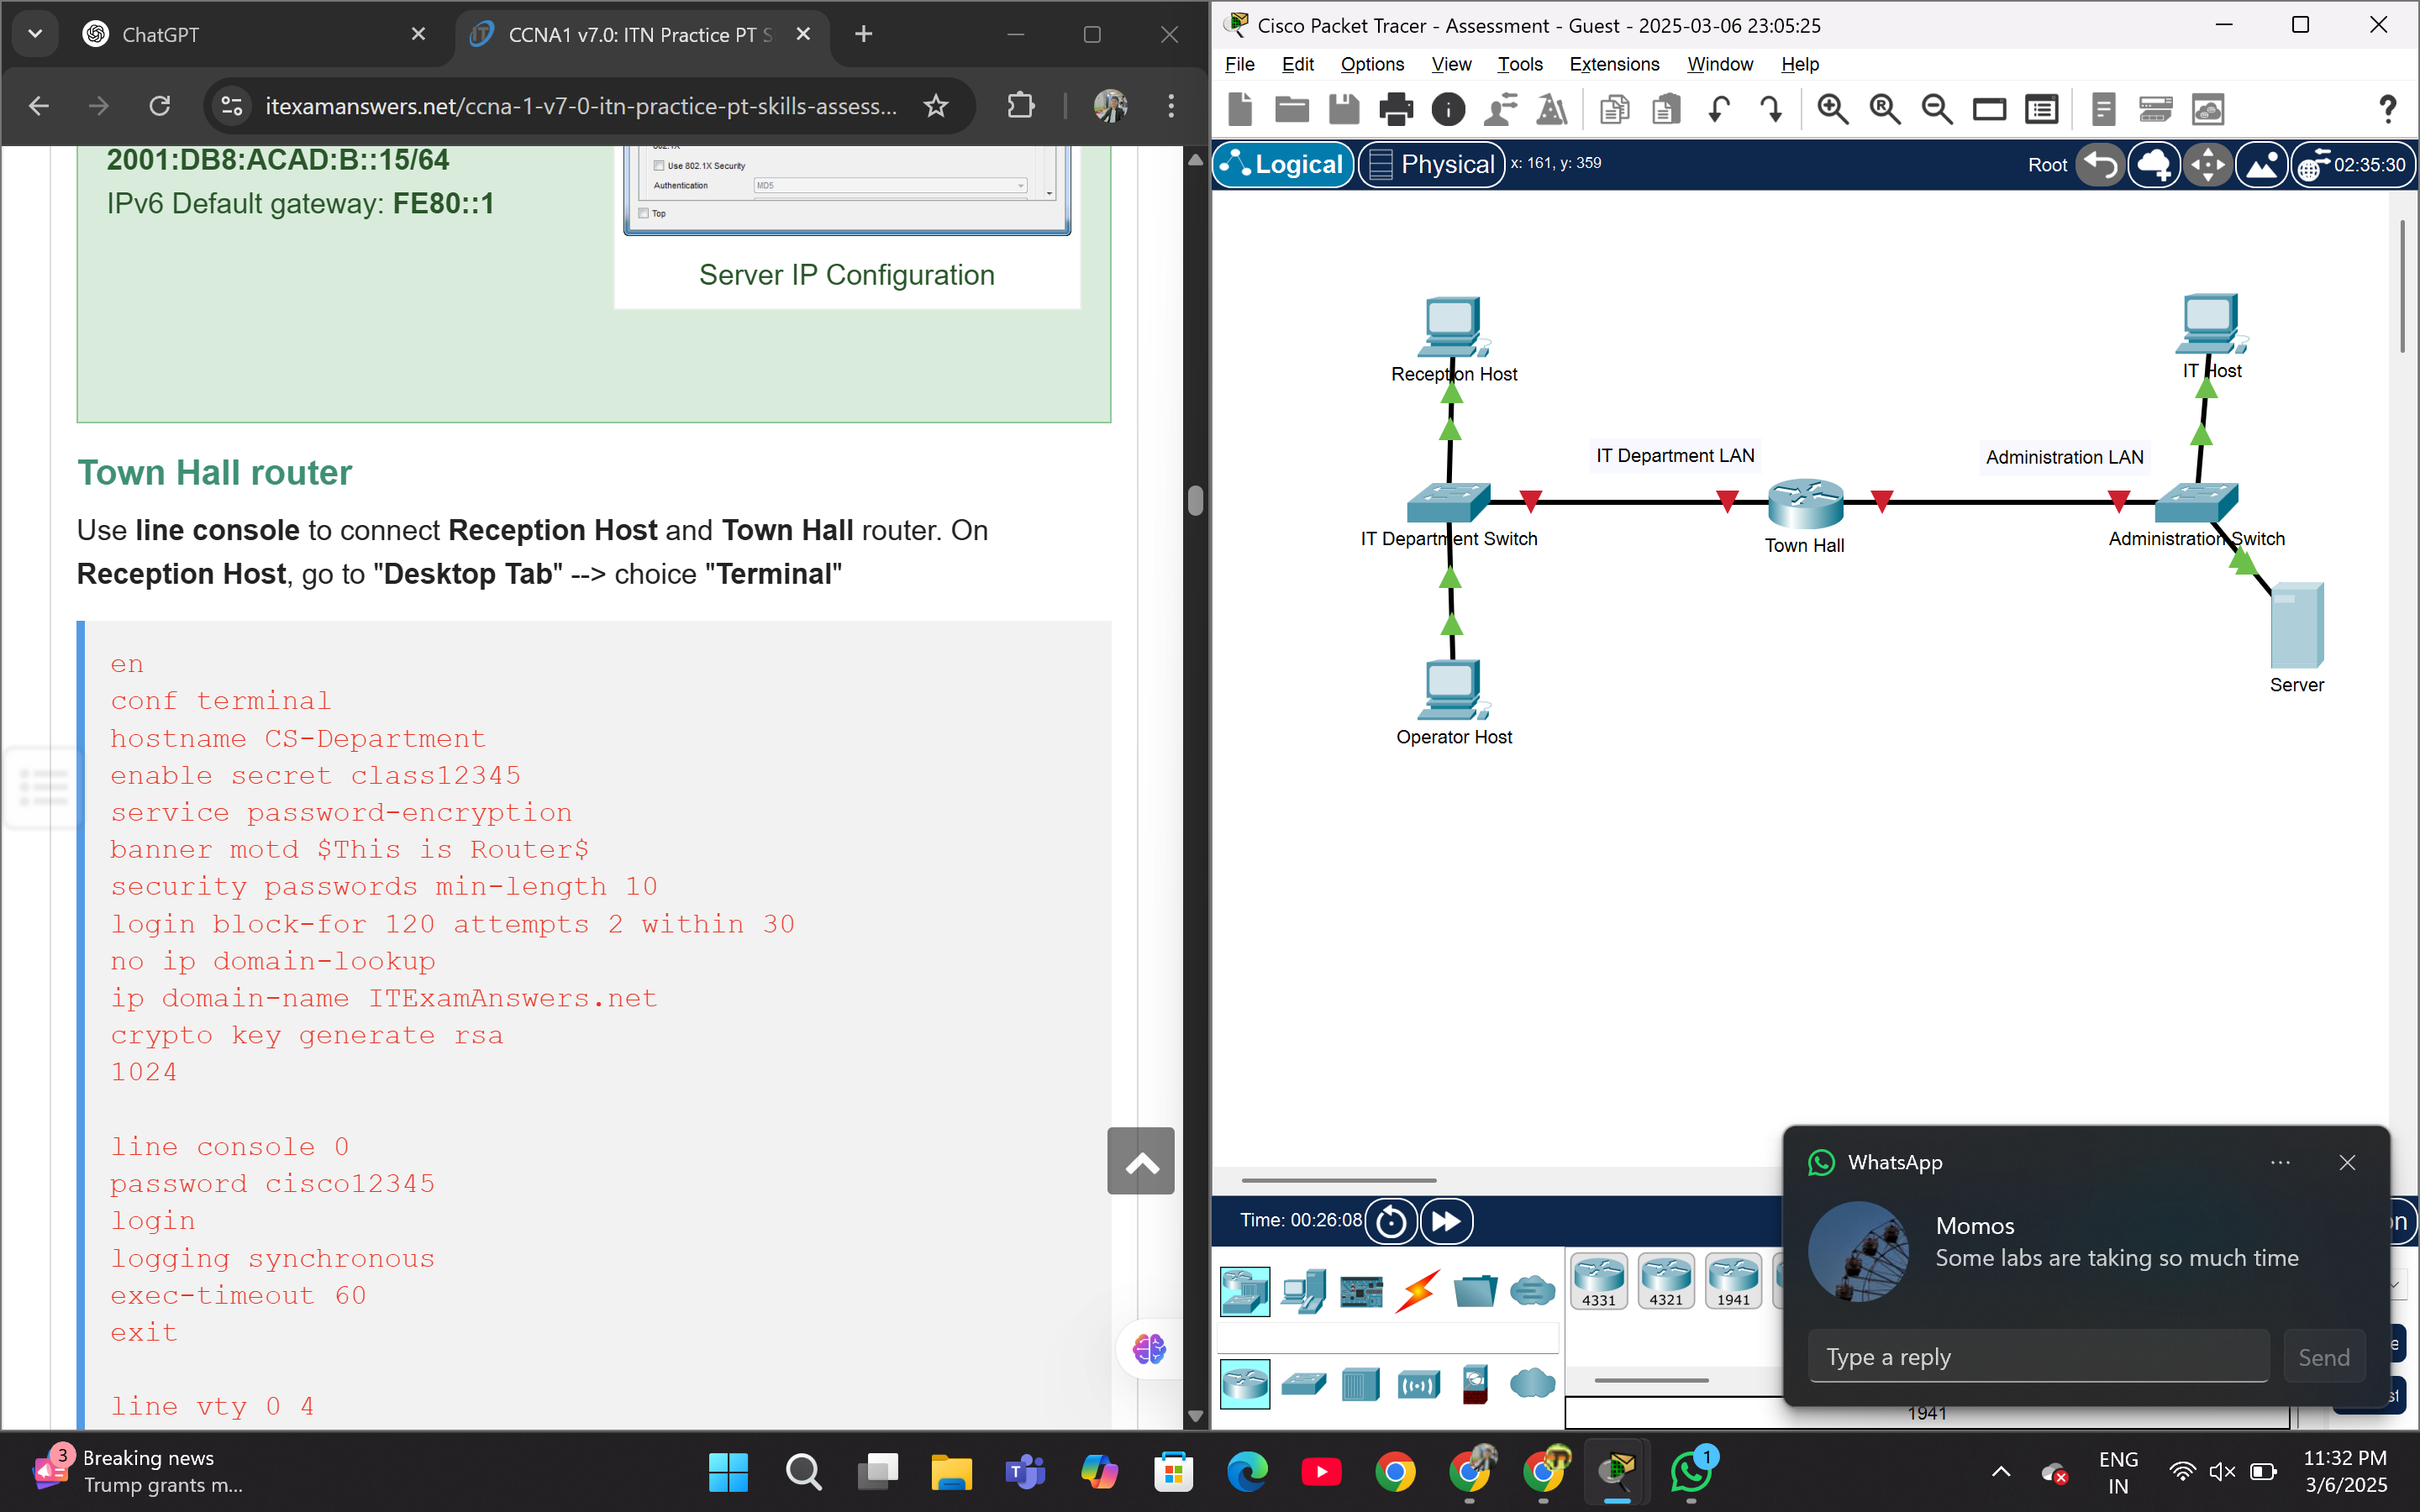 ChatGPT
CCNA1 v7.0: ITN Practice PT S
itexamanswers.net/ccna-1-v7-0-itn-practice-pt-skills-assess...
2001:DB8:ACAD:B::15/64
IPv6 Default gateway: FE80::1
Use 802.1X Security
Authentication
MD5
Top
Server IP Configuration
Town Hall router
Use line console to connect Reception Host and Town Hall router. On
Reception Host, go to "Desktop Tab" --> choice "Terminal"
en
conf terminal
hostname CS-Department
enable secret class12345
service password-encryption
banner motd $This is Router$
security passwords min-length 10
login block-for 120 attempts 2 within 30
no ip domain-lookup
ip domain-name ITExamAnswers.net
crypto key generate rsa
1024
line console 0
password cisco12345
login
logging synchronous
exec-timeout 60
exit
line vty 0 4
Cisco Packet Tracer - Assessment - Guest - 2025-03-06 23:05:25
File Edit Options View Tools Extensions Window Help
Logical
Physical
x: 161, y: 359
Root
02:35:30
Reception Host
IT Host
IT Department LAN
Administration LAN
IT Department Switch
Town Hall
Administration Switch
Server
Operator Host
Time: 00:26:08
4331
4321
1941
1941
WhatsApp
Momos
Some labs are taking so much time
Type a reply
Send
3
Breaking news
Trump grants m...
1
ENG
IN
11:32 PM
3/6/2025